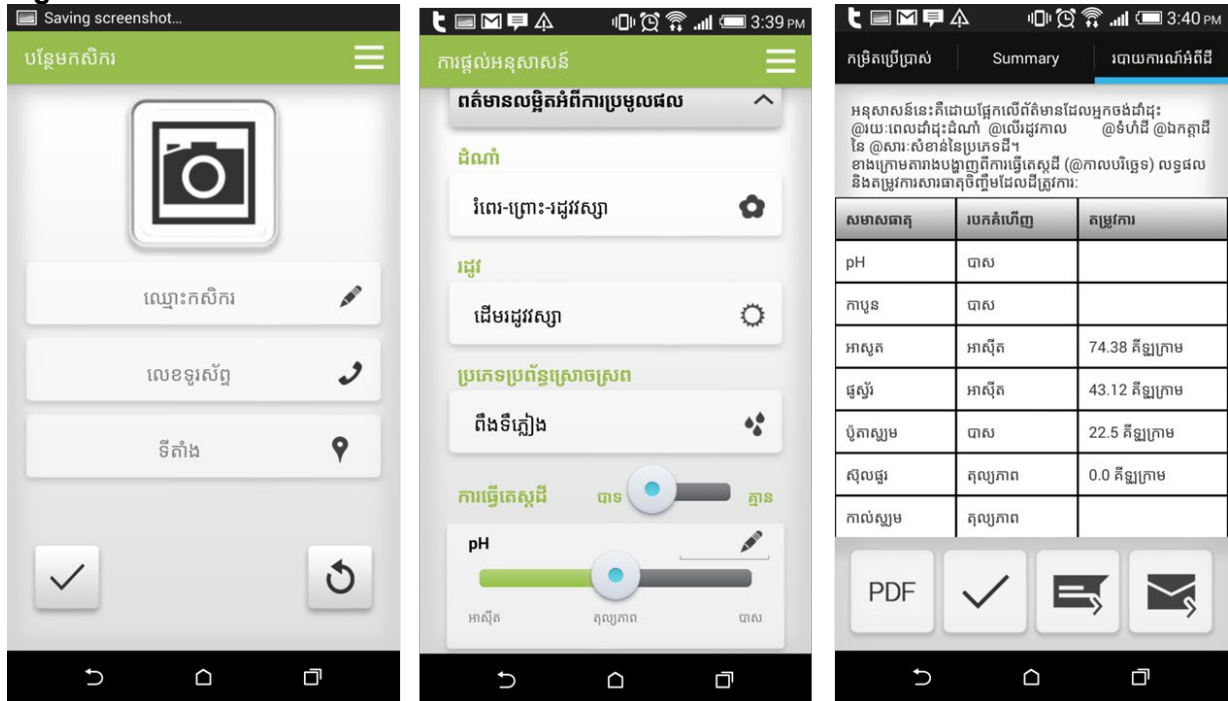 Saving screenshot...
បន្ថែមកសិករ
ឈ្មោះកសិករ
លេខទូរស័ព្ទ
ទីតាំង
3:39 PM
ការផ្តល់អនុសាសន៍
ពត៌មានលម្អិតអំពីការប្រមូលផល
ដំណាំ
រំពេរ-ព្រោះ-រដូវវស្សា
រដូវ
ដើមរដូវវស្សា
ប្រភេទប្រព័ន្ធស្រោចស្រព
ពឹងទឹភ្លៀង
ការធ្វើតេស្តដី បាទ គ្មាន
pH
អាស៊ីត តុល្យភាព បាស
3:40 PM
កម្រិតប្រើប្រាស់ Summary របាយការណ៍អំពីដី
អនុសាសន៍នេះគឺដោយផ្អែកលើព័ត៌មានដែលអ្នកចង់ដាំដុះ
@រយៈពេលដាំដុះដំណាំ @លើរដូវកាល @ទំហំដី @ឯកត្តាដី
នៃ @សារៈសំខាន់នៃប្រភេទដី។
ខាងក្រោមតារាងបង្ហាញពីការធ្វើតេស្តដី (@កាលបរិច្ឆេទ) លទ្ធផល
និងតម្រូវការសារធាតុចិញ្ចឹមដែលដីត្រូវការ:
សមាសធាតុ របកគំហើញ តម្រូវការ
pH បាស
កាបូន បាស
អាសូត អាស៊ីត 74.38 គីឡូក្រាម
ផូស្វ័រ អាស៊ីត 43.12 គីឡូក្រាម
ប៉ូតាស្យូម បាស 22.5 គីឡូក្រាម
ស៊ុលផួរ តុល្យភាព 0.0 គីឡូក្រាម
កាល់ស្យូម តុល្យភាព
PDF